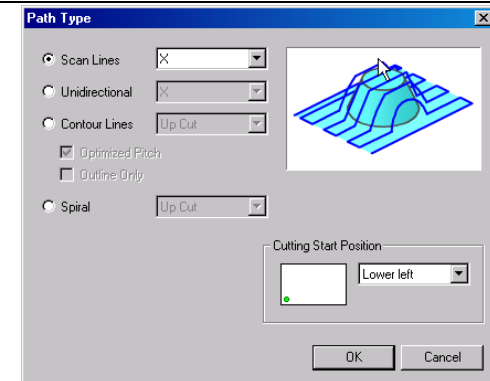 Path Type
Scan Lines X
Unidirectional X
Contour Lines Up Cut
Optimized Pitch
Outline Only
Spiral Up Cut
Cutting Start Position
Lower left
OK Cancel